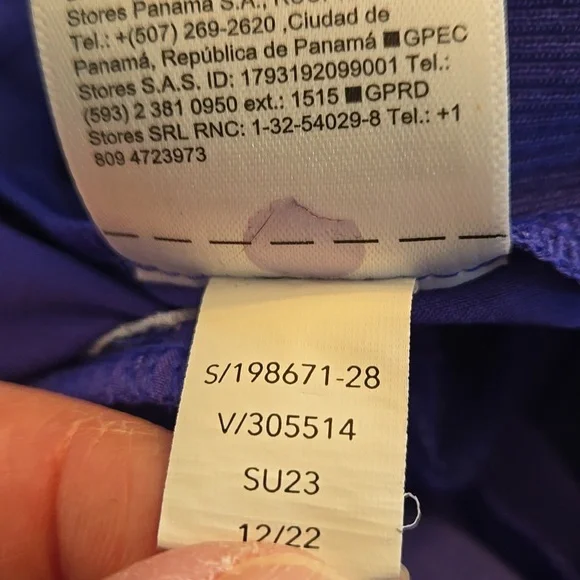 Stores Panamá S.A.,
Tel.: +(507) 269-2620 ,Ciudad de
Panamá, República de Panamá ■GPEC
Stores S.A.S. ID: 1793192099001 Tel.:
(593) 2 381 0950 ext.: 1515 ■GPRD
Stores SRL RNC: 1-32-54029-8 Tel.: +1
809 4723973
S/198671-28
V/305514
SU23
12/22